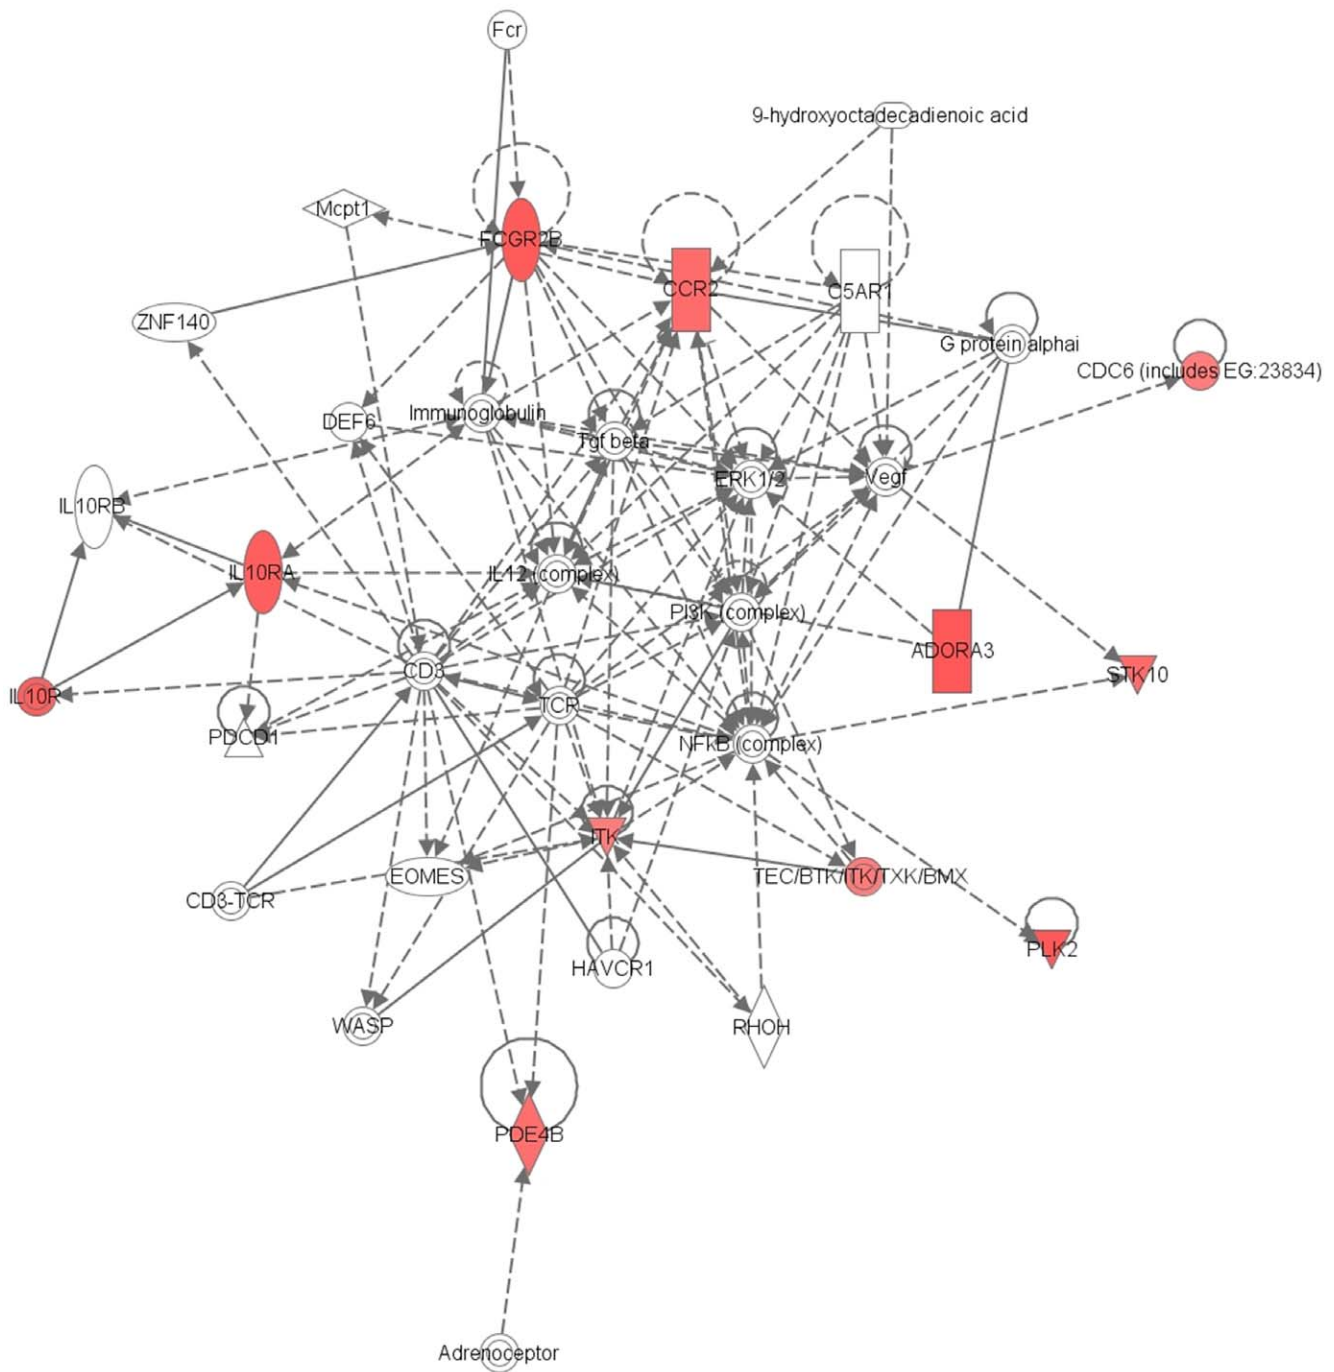 Fcr
9-hydroxyoctadecadienoic acid
Mcpt1
FCGR2B
CCR2
C5AR1
ZNF140
G protein alphai
CDC6 (includes EG:23834)
Immunoglobulin
DEF6
Tgf beta
ERK1/2
Vegf
IL10RB
IL10RA
IL12 (complex)
PI3K (complex)
ADORA3
CD3
STK10
IL10R
TCR
PDCD1
NFkB (complex)
ITK
EOMES
TEC/BTK/ITK/TXK/BMX
CD3-TCR
PLK2
HAVCR1
WASP
RHOH
PDE4B
Adrenoceptor